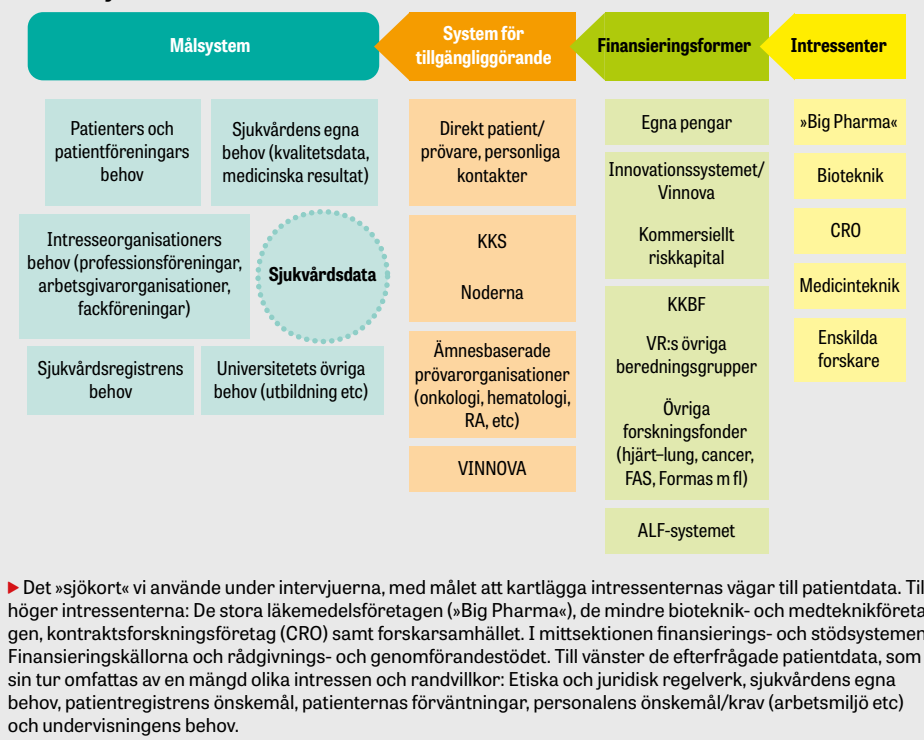 Målsystem
System för
tillgängliggörande
Finansieringsformer
Intressenter
Patienters och
patientföreningars
behov
Sjukvårdens egna
behov (kvalitetsdata,
medicinska resultat)
Intresseorganisationers
behov (professionsföreningar,
arbetsgivarorganisationer,
fackföreningar)
Sjukvårdsdata
Sjukvårdsregistrens
behov
Universitetets övriga
behov (utbildning etc)
Direkt patient/
prövare, personliga
kontakter
KKS
Noderna
Ämnesbaserade
prövarorganisationer
(onkologi, hematologi,
RA, etc)
VINNOVA
Egna pengar
Innovationssystemet/
Vinnova
Kommersiellt
riskkapital
KKBF
VR:s övriga
beredningsgrupper
Övriga
forskningsfonder
(hjärt–lung, cancer,
FAS, Formas m fl)
ALF-systemet
»Big Pharma«
Bioteknik
CRO
Medicinteknik
Enskilda
forskare
▶ Det »sjökort« vi använde under intervjuerna, med målet att kartlägga intressenternas vägar till patientdata. Til
höger intressenterna: De stora läkemedelsföretagen (»Big Pharma«), de mindre bioteknik- och medteknikföreta
gen, kontraktsforskningsföretag (CRO) samt forskarsamhället. I mittsektionen finansierings- och stödsystemen
Finansieringskällorna och rådgivnings- och genomförandestödet. Till vänster de efterfrågade patientdata, som
sin tur omfattas av en mängd olika intressen och randvillkor: Etiska och juridisk regelverk, sjukvårdens egna
behov, patientregistrens önskemål, patienternas förväntningar, personalens önskemål/krav (arbetsmiljö etc)
och undervisningens behov.